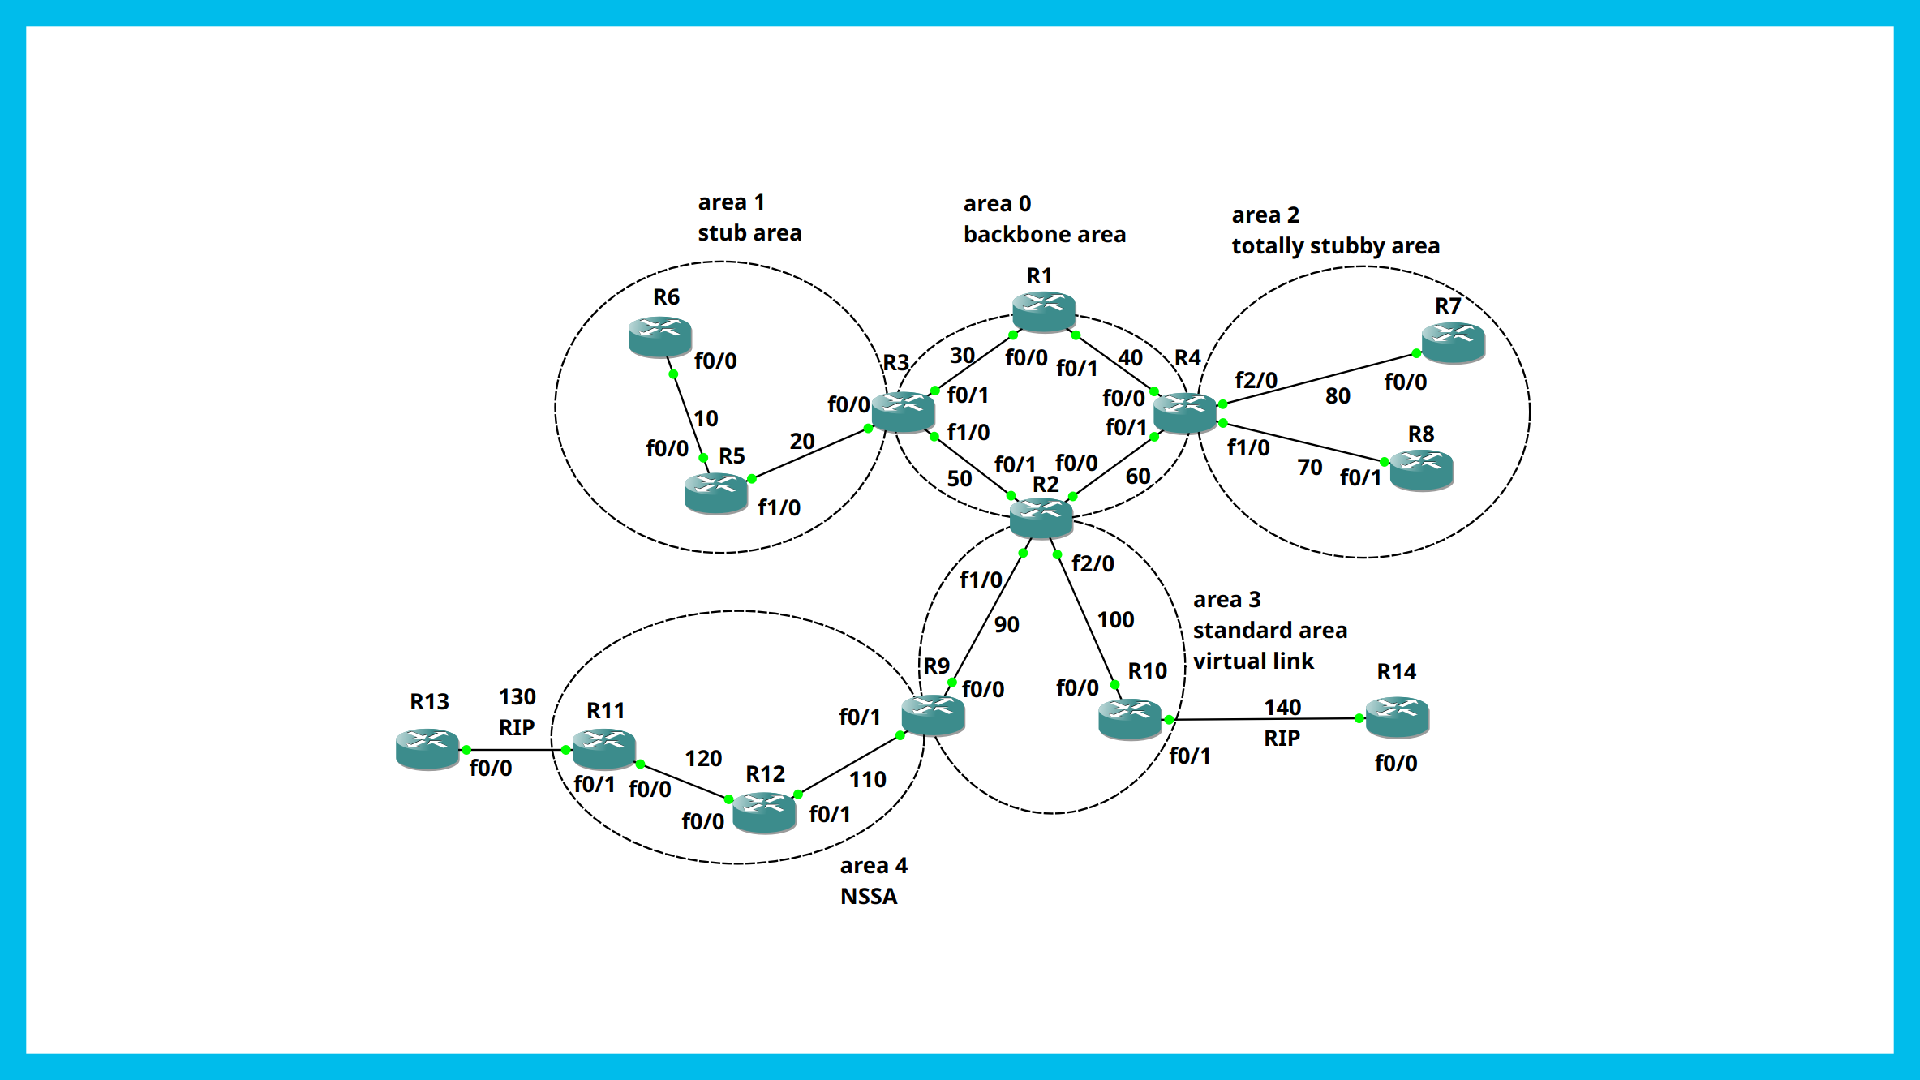 area 1
stub area
area 0
backbone area
area 2
totally stubby area
R1
R6
R7
f0/0
R3
30
f0/0
f0/1
40
R4
f2/0
f0/0
80
f0/0
f0/1
f0/0
10
f1/0
f0/1
R8
20
f0/0
R5
50
f0/1
f0/0
R2
60
f1/0
70
f0/1
f1/0
f1/0
f2/0
90
100
area 3
standard area
virtual link
R9
f0/0
f0/0
R10
R14
R13
130
RIP
R11
f0/1
140
RIP
f0/0
f0/1
f0/0
f0/1
f0/0
120
R12
110
f0/0
f0/1
area 4
NSSA